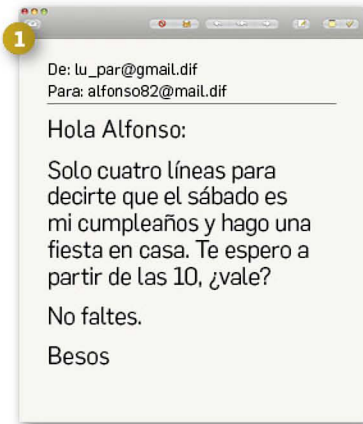 1
De: lu_par@gmail.dif
Para: alfonso82@mail.dif
Hola Alfonso:
Solo cuatro líneas para
decirte que el sábado es
mi cumpleaños y hago una
fiesta en casa. Te espero a
partir de las 10, ¿vale?
No faltes.
Besos